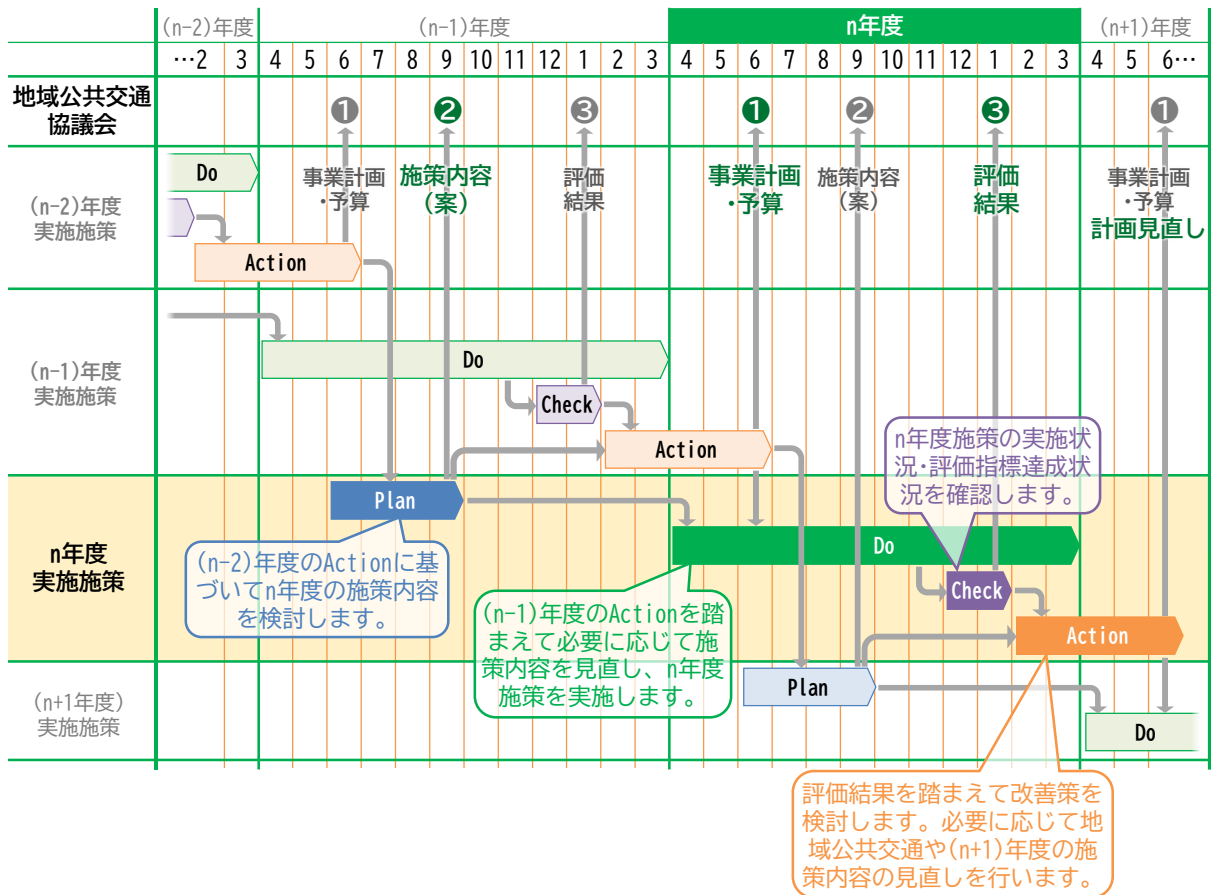 (n-2)年度
(n-1)年度
n年度
(n+1)年度
…2 3 4 5 6 7 8 9 10 11 12 1 2 3 4 5 6 7 8 9 10 11 12 1 2 3 4 5 6…
地域公共交通
協議会
❶ ❷ ❸ ❶ ❷ ❸ ❶
(n-2)年度
実施施策
Do
事業計画
・予算
施策内容
(案)
評価
結果
事業計画
・予算
施策内容
(案)
評価
結果
事業計画
・予算
計画見直し
Action
(n-1)年度
実施施策
Do
Check
Action
n年度
実施施策
Plan
(n-2)年度のActionに基
づいてn年度の施策内容
を検討します。
Do
(n-1)年度のActionを踏
まえて必要に応じて施
策内容を見直し、n年度
施策を実施します。
n年度施策の実施状
況・評価指標達成状
況を確認します。
Check
Action
(n+1年度)
実施施策
Plan
Do
評価結果を踏まえて改善策を
検討します。必要に応じて地
域公共交通や(n+1)年度の施
策内容の見直しを行います。